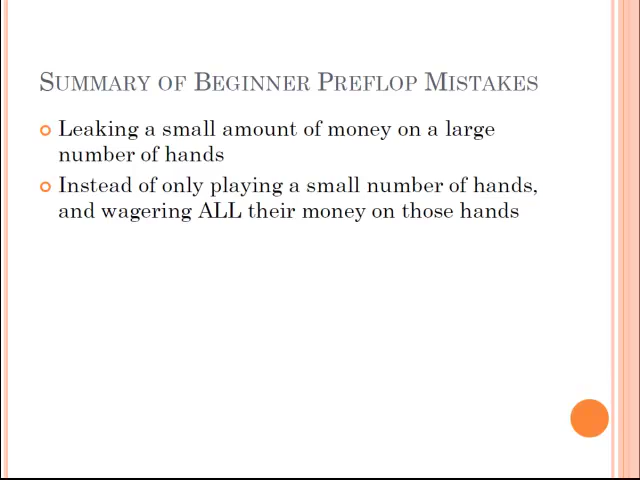 Summary of Beginner Preflop Mistakes
Leaking a small amount of money on a large
number of hands
Instead of only playing a small number of hands,
and wagering ALL their money on those hands